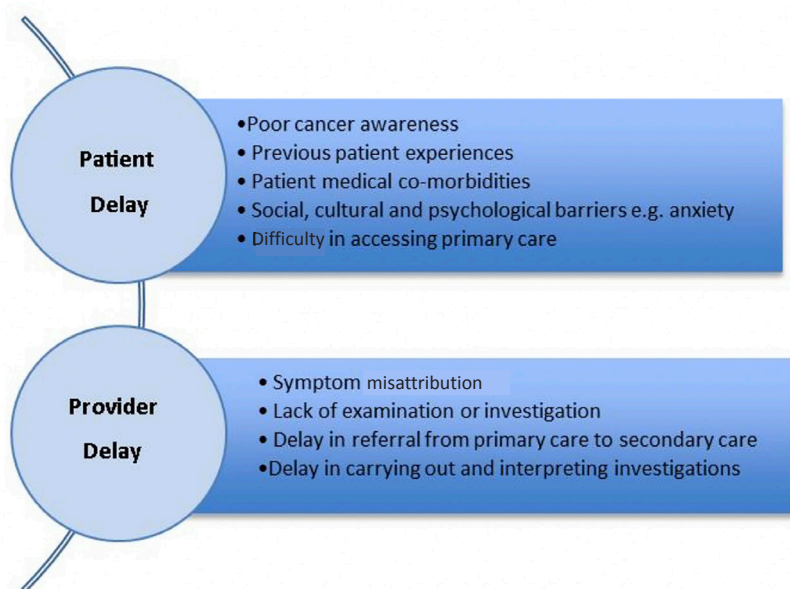 Patient
Delay
•Poor cancer awareness
• Previous patient experiences
• Patient medical co-morbidities
• Social, cultural and psychological barriers e.g. anxiety
• Difficulty in accessing primary care
Provider
Delay
• Symptom misattribution
• Lack of examination or investigation
• Delay in referral from primary care to secondary care
•Delay in carrying out and interpreting investigations